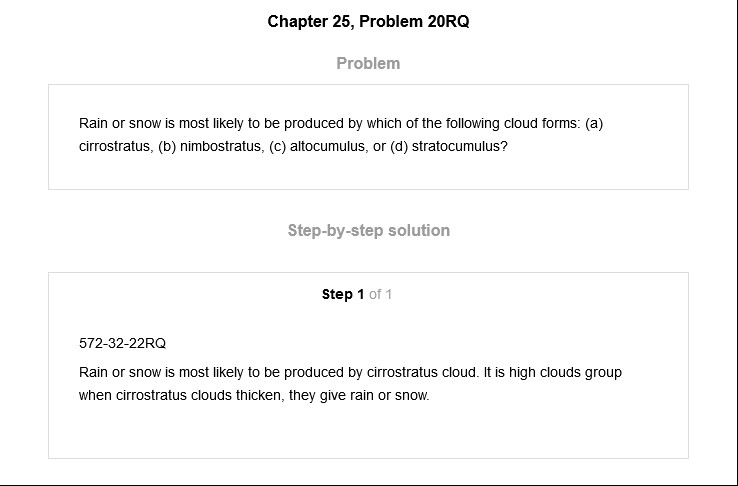 Chapter 25, Problem 20RQ
Problem
Rain or snow is most likely to be produced by which of the following cloud forms: (a)
cirrostratus, (b) nimbostratus, (c) altocumulus, or (d) stratocumulus?
Step-by-step solution
Step 1 of 1
572-32-22RQ
Rain or snow is most likely to be produced by cirrostratus cloud. It is high clouds group
when cirrostratus clouds thicken, they give rain or snow.